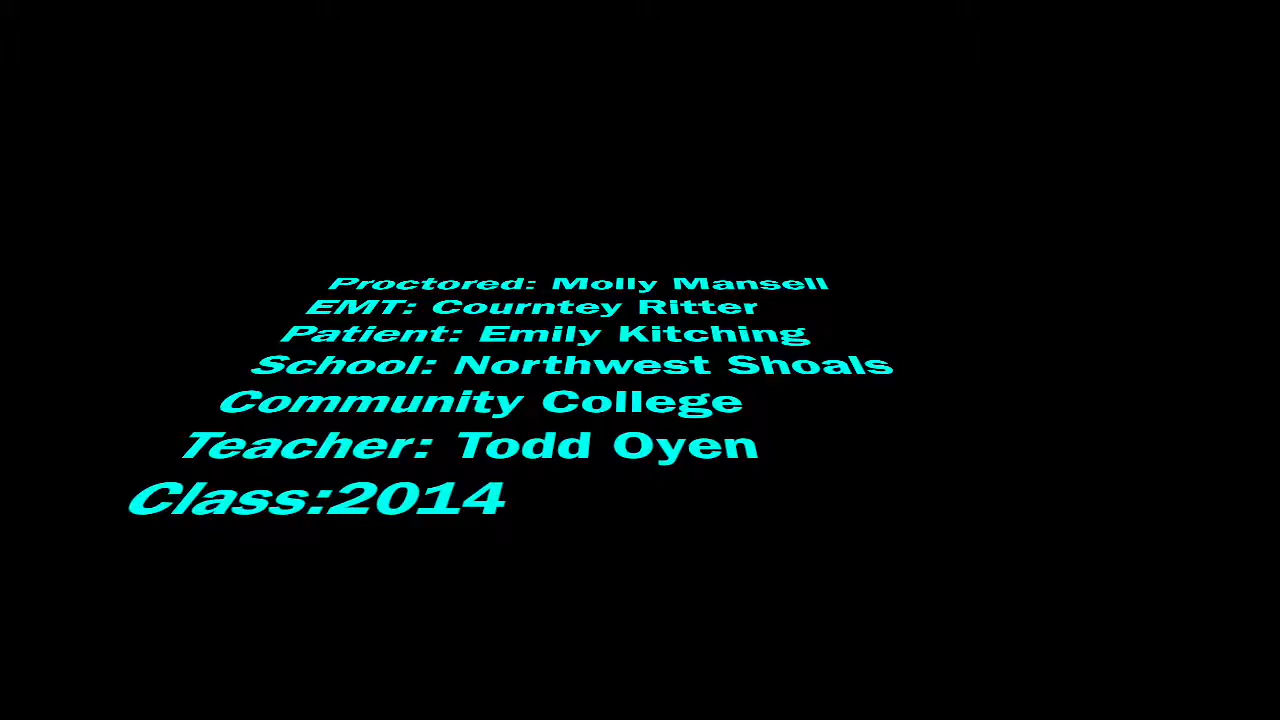 Proctored: Molly Mansell
EMT: Courntey Ritter
Patient: Emily Kitching
School: Northwest Shoals
Community College
Teacher: Todd Oyen
Class:2014